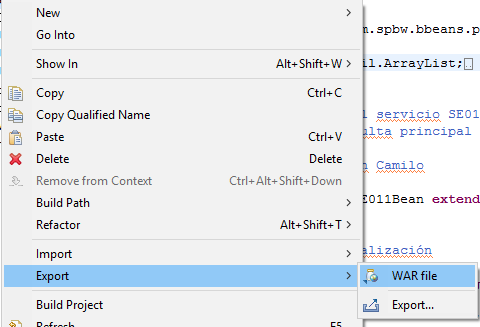 New
Go Into
Show In Alt+Shift+W
Copy Ctrl+C
Copy Qualified Name
Paste Ctrl+V
Delete Delete
Remove from Context Ctrl+Alt+Shift+Down
Build Path
Refactor Alt+Shift+T
Import
Export
Build Project
Refresh F5
WAR file
Export...
m.spbw.bbeans.p
il.ArrayList;
l servicio SE01
ulta principal
n Camilo
E011Bean extend
alización